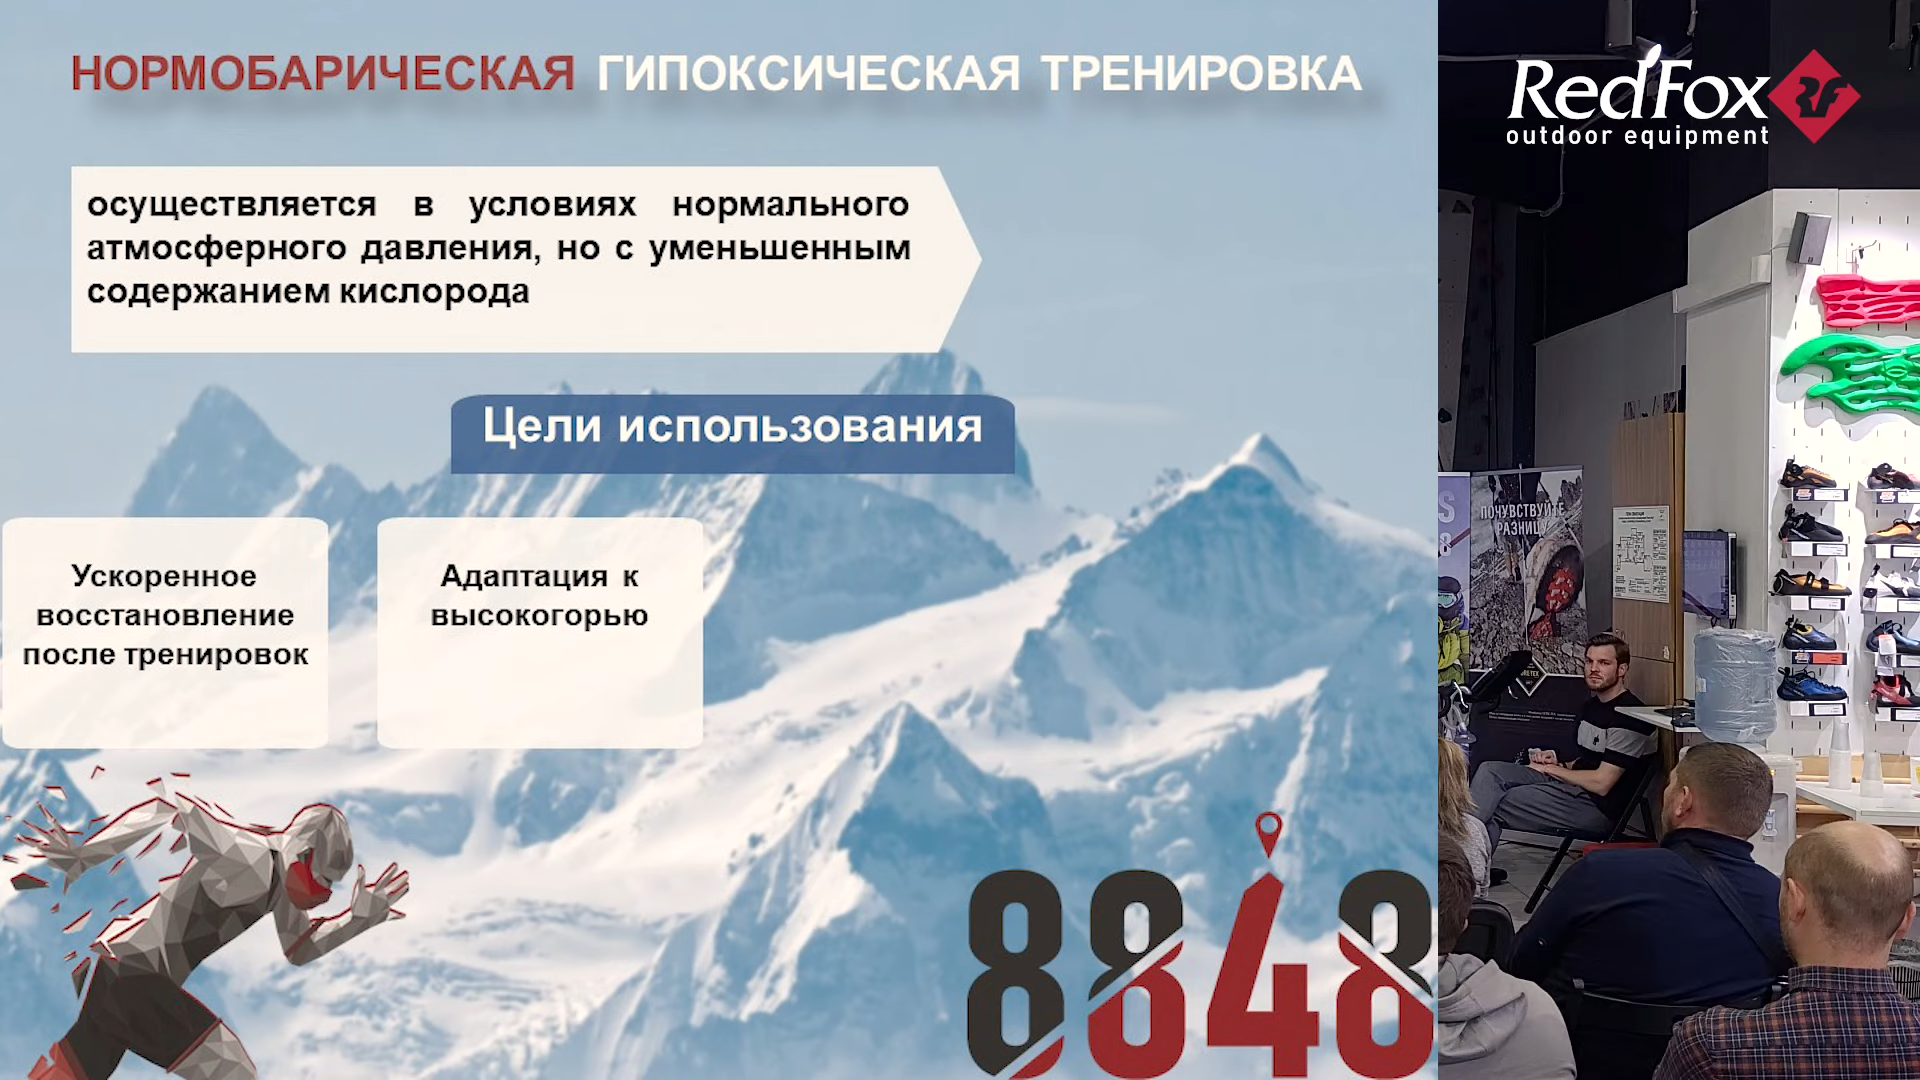 НОРМОБАРИЧЕСКАЯ ГИПОКСИЧЕСКАЯ ТРЕНИРОВКА
осуществляется в условиях нормального
атмосферного давления, но с уменьшенным
содержанием кислорода
Цели использования
Ускоренное
восстановление
после тренировок
Адаптация к
высокогорью
8848
RedFox
outdoor equipment
ПОЧУВСТВУЙТЕ
РАЗНИЦУ